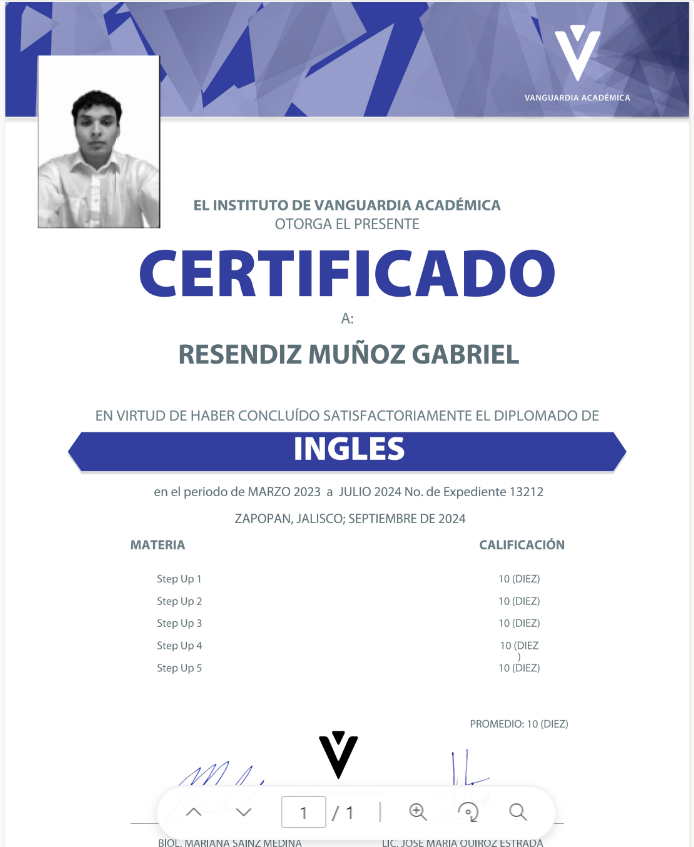 VANGUARDIA ACADÉMICA
EL INSTITUTO DE VANGUARDIA ACADÉMICA
OTORGA EL PRESENTE
CERTIFICADO
A:
RESENDIZ MUÑOZ GABRIEL
EN VIRTUD DE HABER CONCLUÍDO SATISFACTORIAMENTE EL DIPLOMADO DE
INGLES
en el periodo de MARZO 2023 a JULIO 2024 No. de Expediente 13212
ZAPOPAN, JALISCO; SEPTIEMBRE DE 2024
MATERIA CALIFICACIÓN
Step Up 1 10 (DIEZ)
Step Up 2 10 (DIEZ)
Step Up 3 10 (DIEZ)
Step Up 4 10 (DIEZ
)
Step Up 5 10 (DIEZ)
PROMEDIO: 10 (DIEZ)
1 / 1
BIOL. MARIANA SAINZ MEDINA LIC. JOSE MARIA QUIROZ ESTRADA